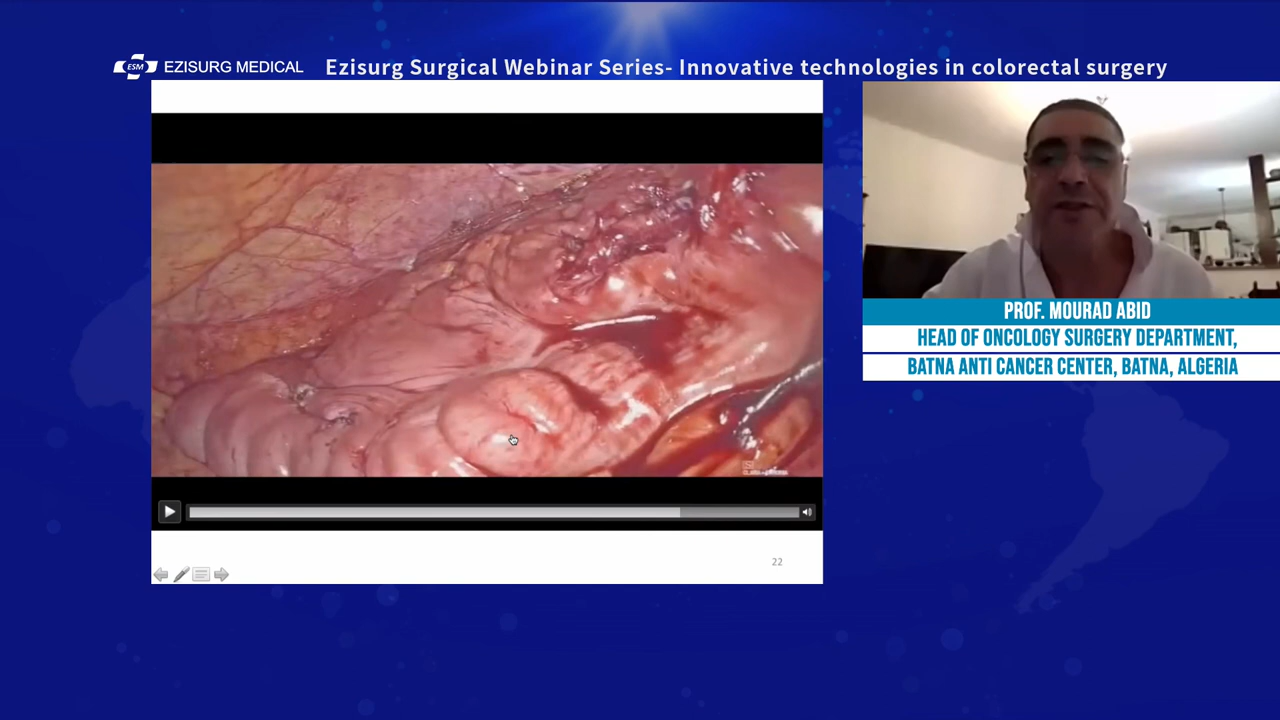 ESM
EZISURG MEDICAL
Ezisurg Surgical Webinar Series- Innovative technologies in colorectal surgery
PROF. MOURAD ABID
HEAD OF ONCOLOGY SURGERY DEPARTMENT,
BATNA ANTI CANCER CENTER, BATNA, ALGERIA
22